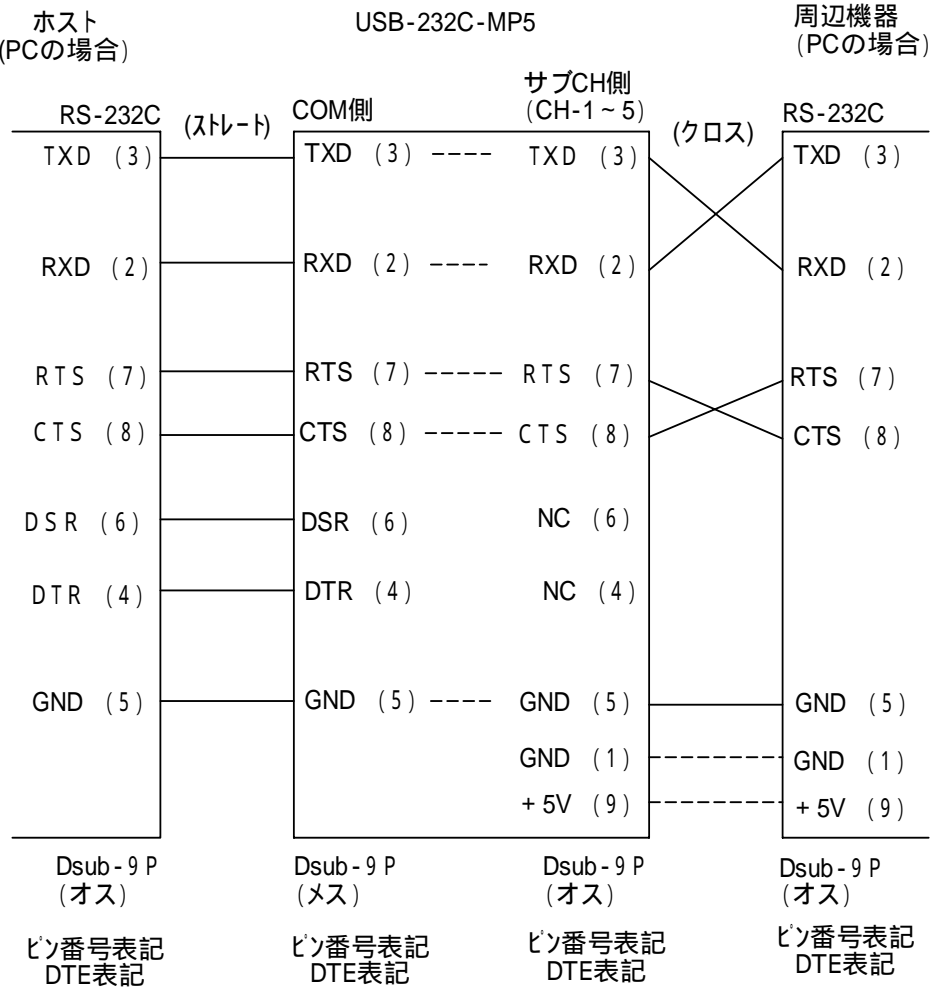 ホスト
(PCの場合)
USB-232C-MP5
周辺機器
(PCの場合)
RS-232C
(ストレート)
COM側
サブCH側
(CH-1~5)
(クロス)
RS-232C
TXD (3)
TXD (3)
TXD (3)
TXD (3)
RXD (2)
RXD (2)
RXD (2)
RXD (2)
RTS (7)
RTS (7)
RTS (7)
RTS (7)
CTS (8)
CTS (8)
CTS (8)
CTS (8)
DSR (6)
DSR (6)
NC (6)
DTR (4)
DTR (4)
NC (4)
GND (5)
GND (5)
GND (5)
GND (5)
GND (1)
GND (1)
+5V (9)
+5V (9)
Dsub-9P
(オス)
Dsub-9P
(メス)
Dsub-9P
(オス)
Dsub-9P
(オス)
ピン番号表記
DTE表記
ピン番号表記
DTE表記
ピン番号表記
DTE表記
ピン番号表記
DTE表記